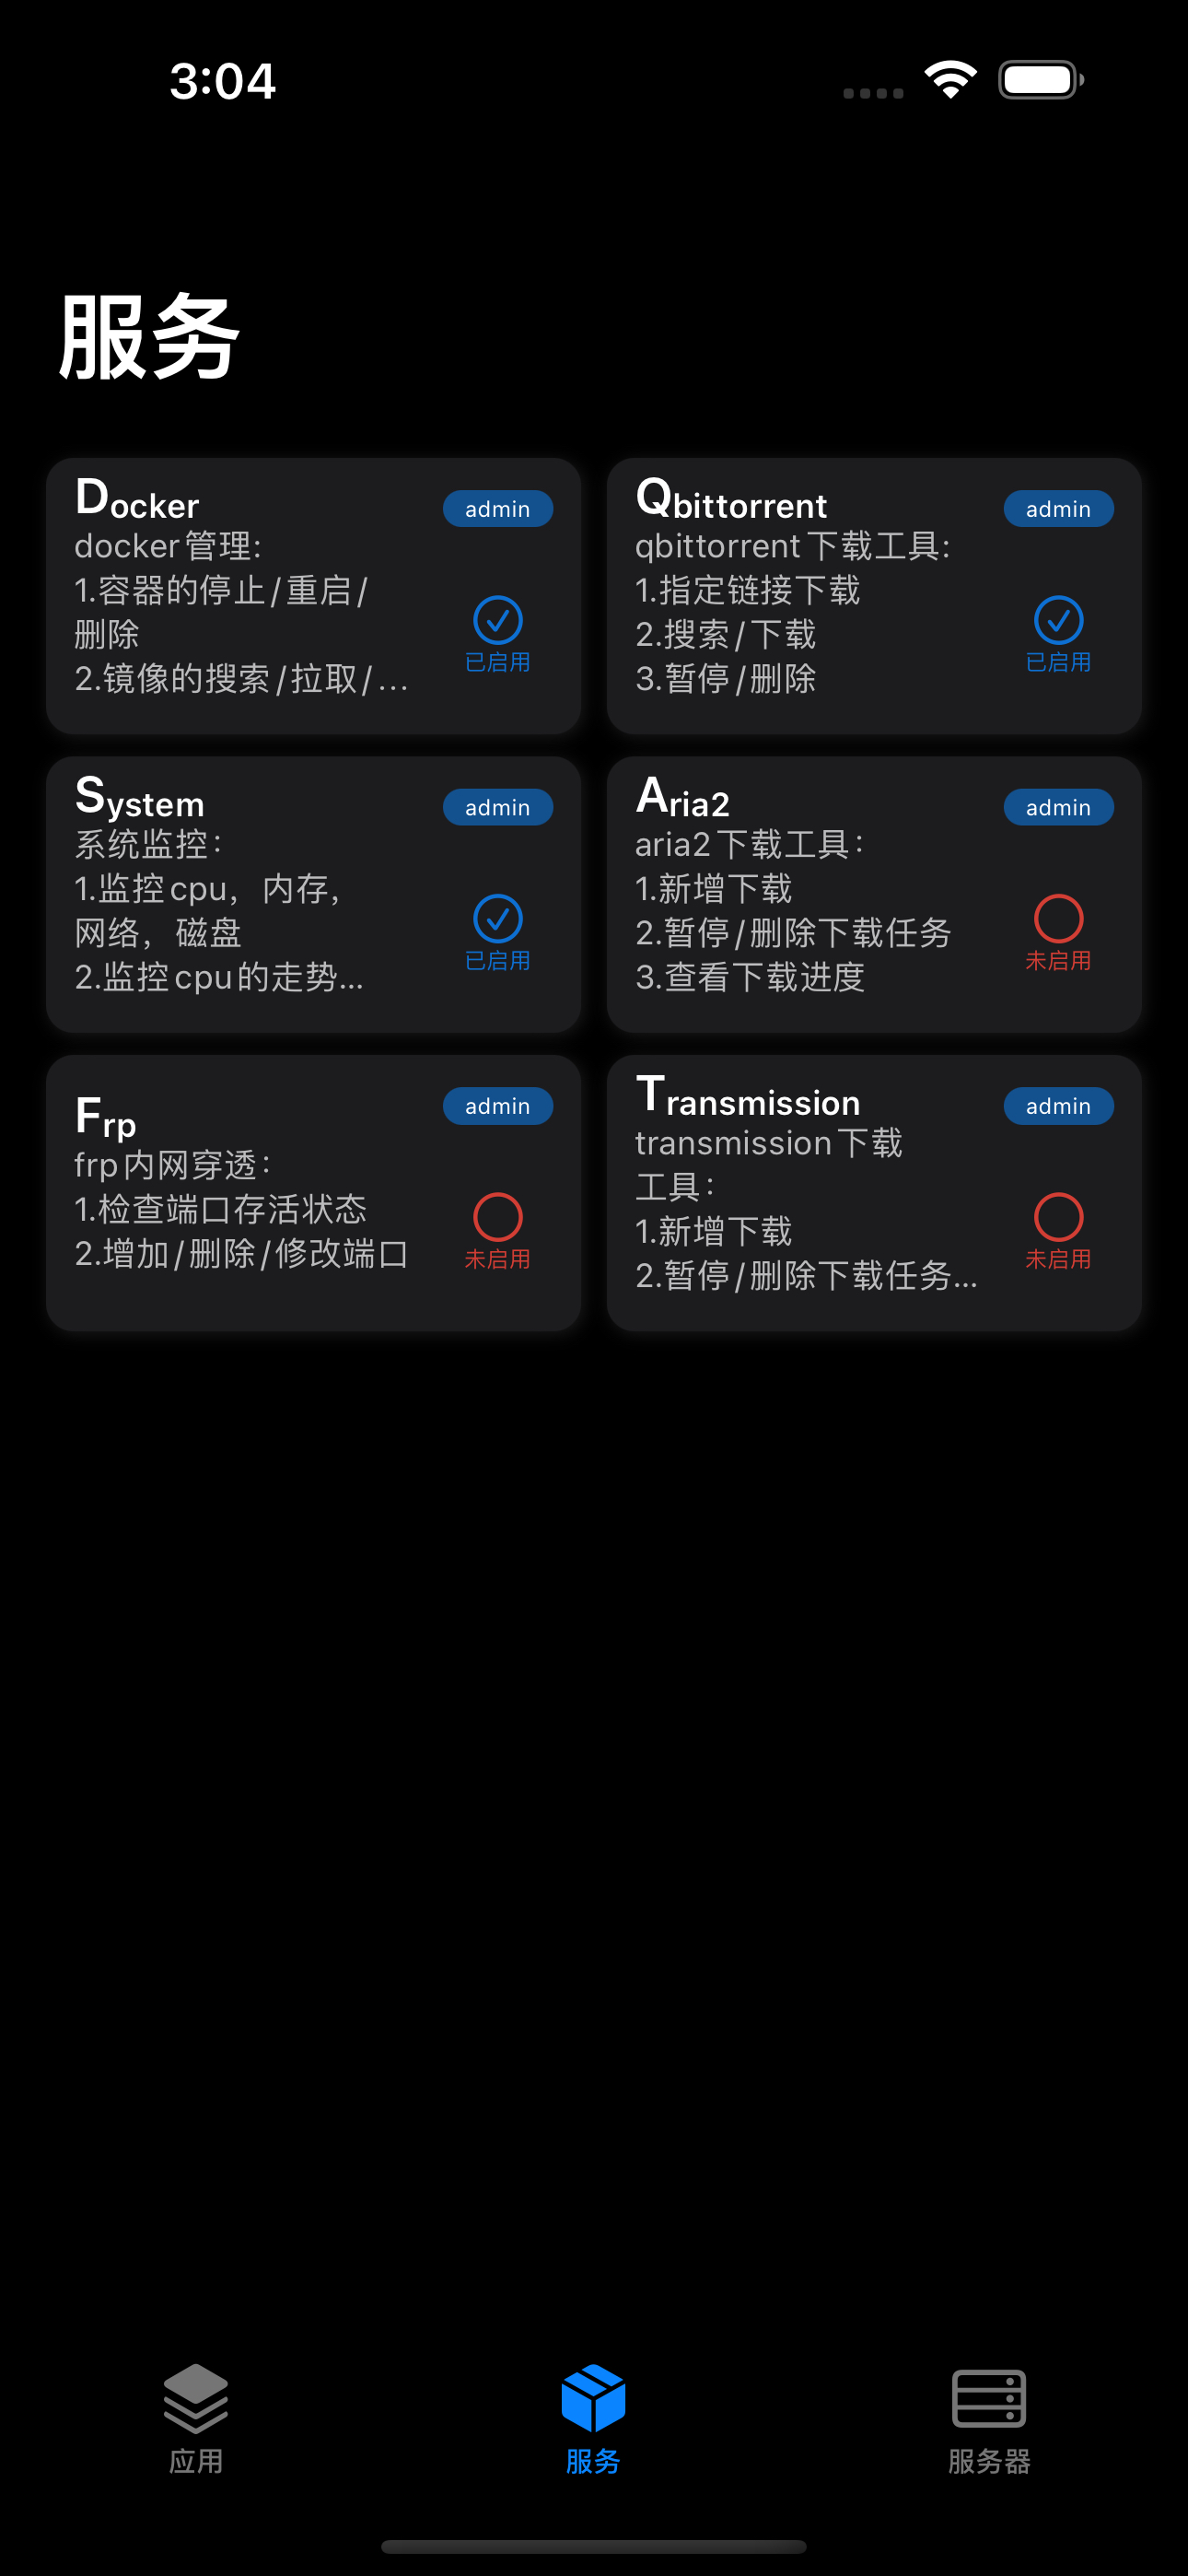 3:04
服务
Docker
admin
docker管理:
1.容器的停止/重启/
删除
2.镜像的搜索/拉取/...
已启用
Qbittorrent
admin
qbittorrent下载工具:
1.指定链接下载
2.搜索/下载
3.暂停/删除
已启用
System
admin
系统监控：
1.监控cpu，内存，
网络，磁盘
2.监控cpu的走势...
已启用
Aria2
admin
aria2下载工具：
1.新增下载
2.暂停/删除下载任务
3.查看下载进度
未启用
Frp
admin
frp内网穿透：
1.检查端口存活状态
2.增加/删除/修改端口
未启用
Transmission
admin
transmission下载
工具：
1.新增下载
2.暂停/删除下载任务...
未启用
应用
服务
服务器